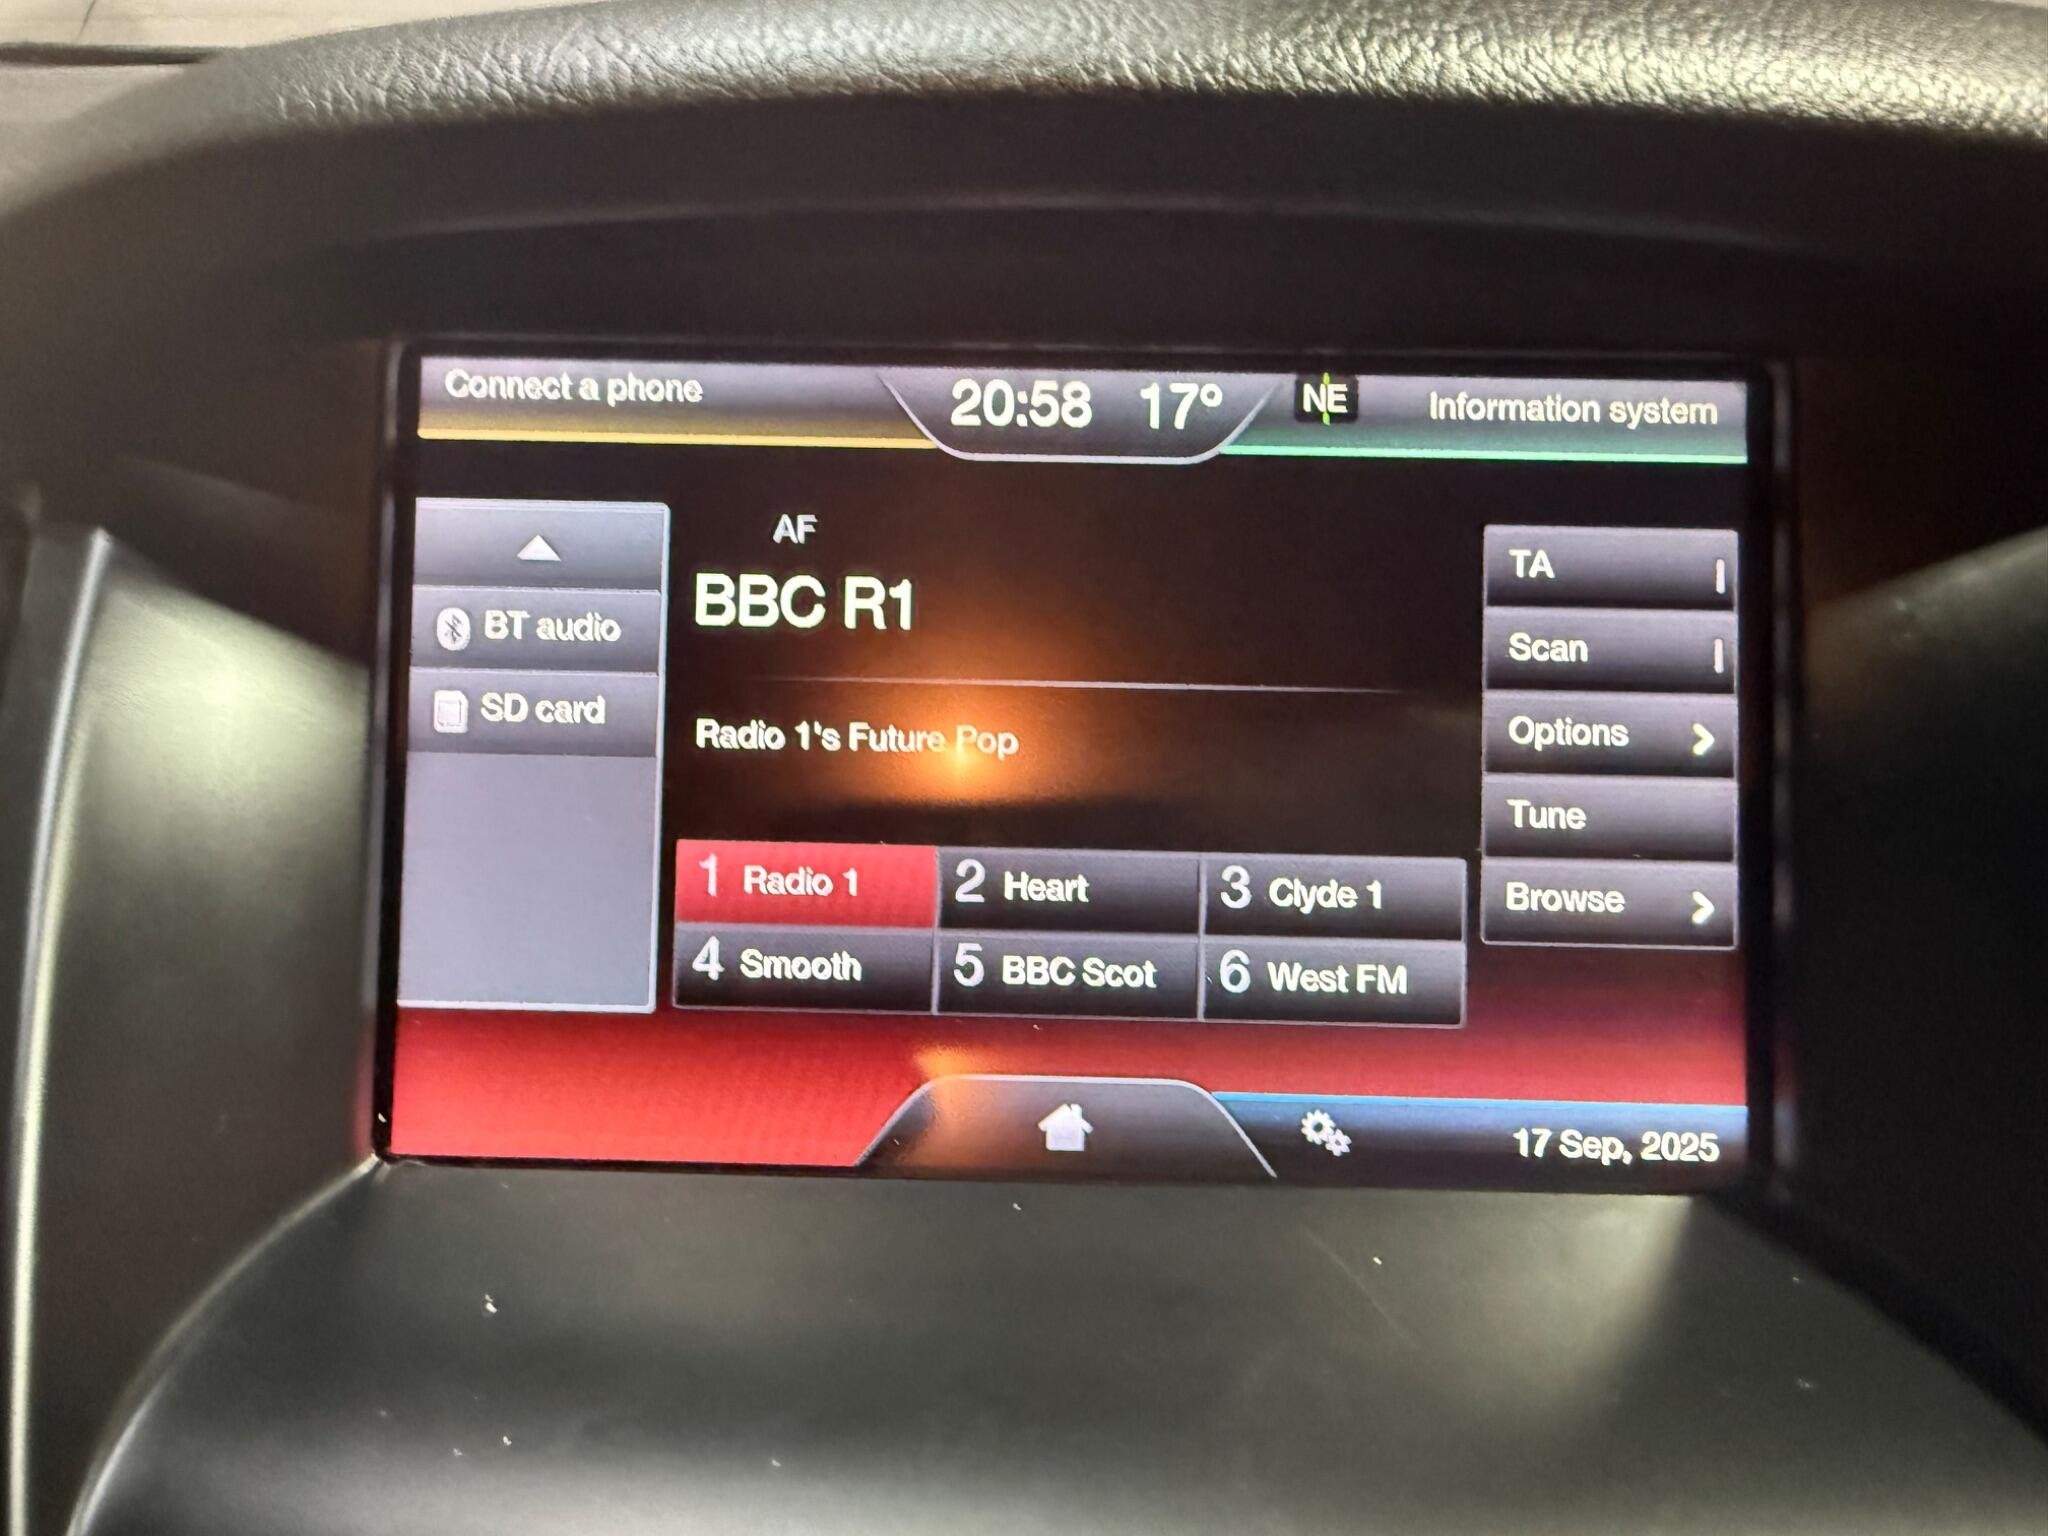 Connect a phone
20:58 17°
NE
Information system
BT audio
SD card
AF
BBC R1
Radio 1's Future Pop
1 Radio 1
2 Heart
3 Clyde 1
4 Smooth
5 BBC Scot
6 West FM
TA
Scan
Options
Tune
Browse
17 Sep, 2025